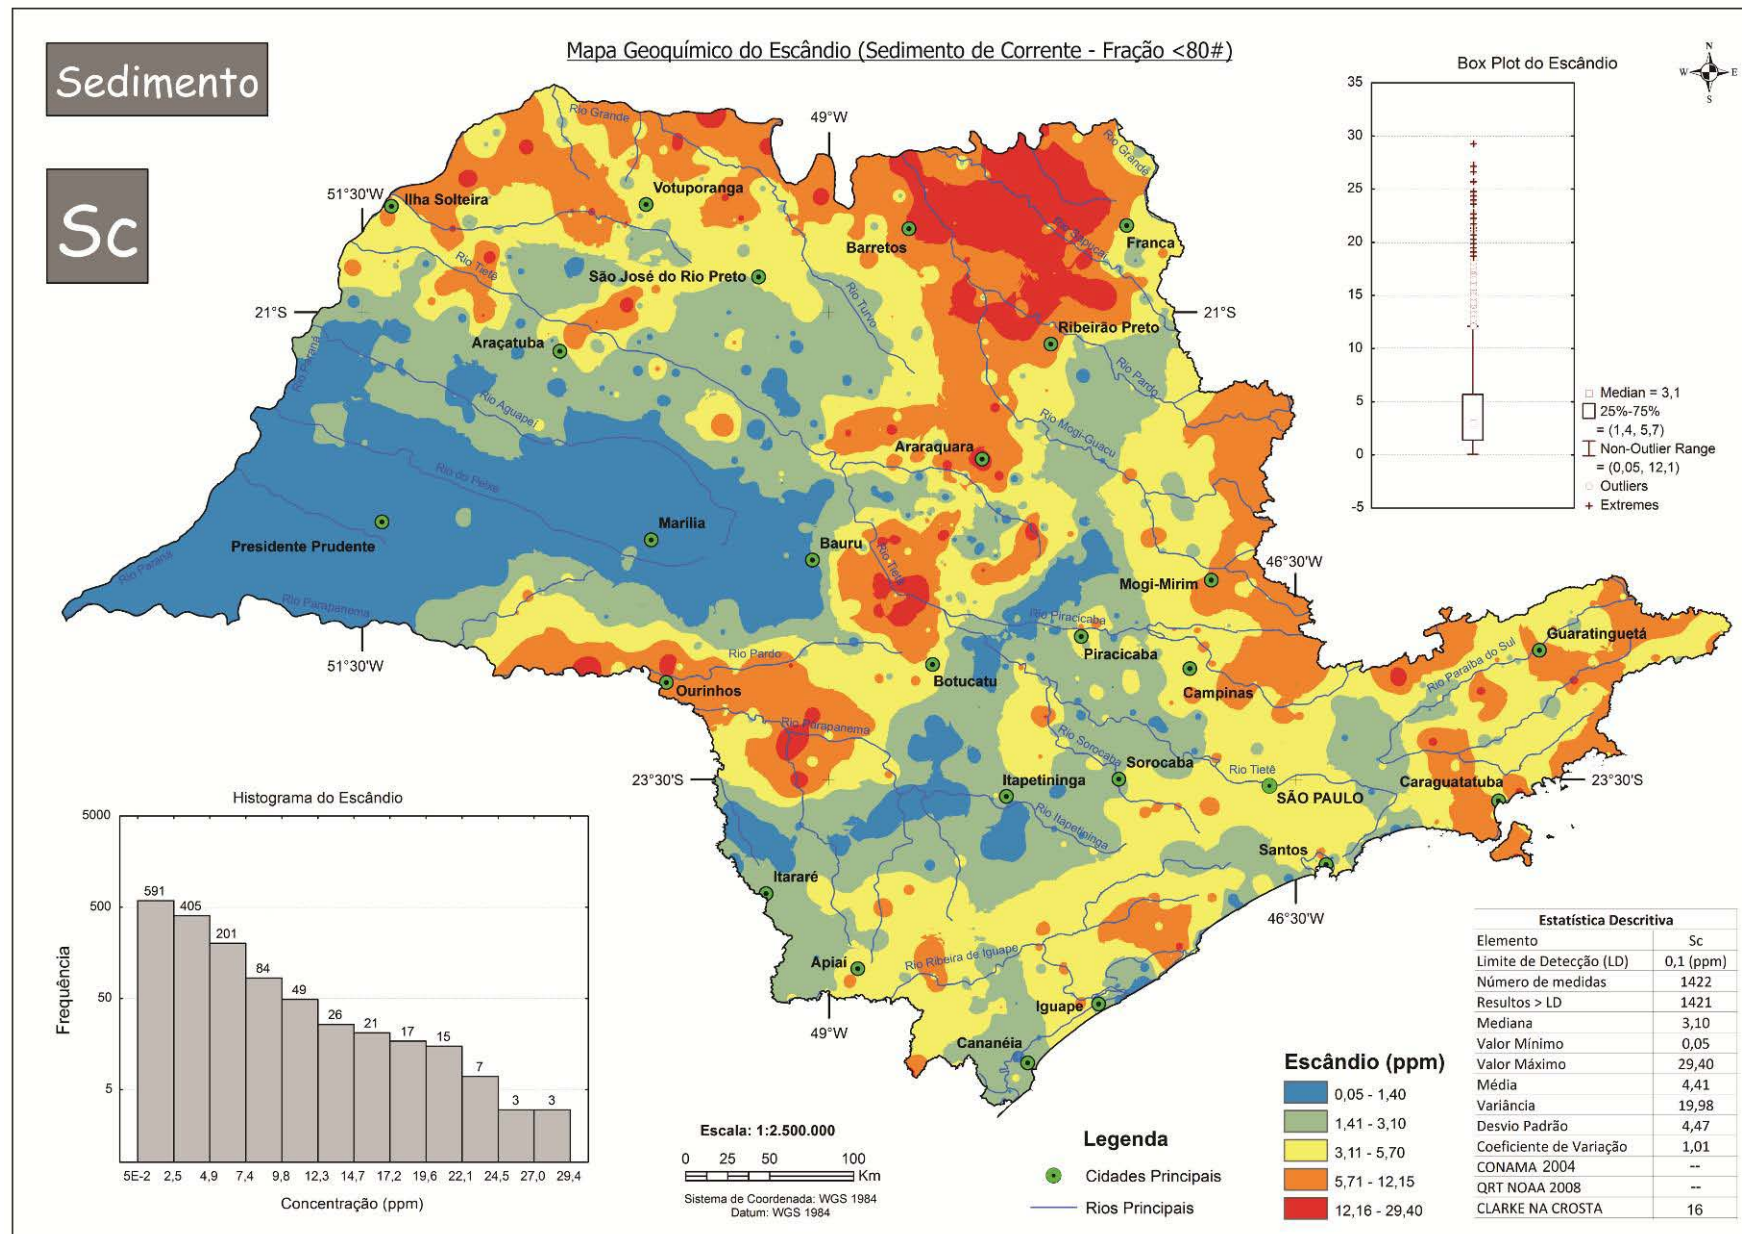 Mapa Geoquímico do Escândio (Sedimento de Corrente - Fração <80#)
Sedimento
Sc
Box Plot do Escândio
N
W E
S
35
30
25
20
15
10
5
0
-5
Median = 3,1
25%-75%
= (1,4, 5,7)
Non-Outlier Range
= (0,05, 12,1)
Outliers
Extremes
49°W
51°30'W
21°S
21°S
46°30'W
51°30'W
23°30'S
23°30'S
46°30'W
49°W
Rio Grande
Rio Grande
Ilha Solteira
Votuporanga
Barretos
Franca
Rio Sapucaí
Rio Tietê
São José do Rio Preto
Rio Turvo
Ribeirão Preto
Araçatuba
Rio Paraná
Rio Pardo
Rio Aguapeí
Rio Mogi-Guacu
Araraquara
Rio do Peixe
Marília
Presidente Prudente
Bauru
Rio Tietê
Rio Paraná
Mogi-Mirim
Rio Parapanema
Rio Piracicaba
Piracicaba
Guaratinguetá
Rio Paraíba do Sul
Rio Pardo
Botucatu
Campinas
Ourinhos
Rio Parapanema
Rio Sorocaba
Sorocaba
Itapetininga
Rio Tietê
SÃO PAULO
Caraguatatuba
Rio Itapetininga
Santos
Itararé
Apiaí
Rio Ribeira de Iguape
Iguape
Cananéia
Histograma do Escândio
Frequência
5000
500
50
5
591
405
201
84
49
26
21
17
15
7
3
3
5E-2 2,5 4,9 7,4 9,8 12,3 14,7 17,2 19,6 22,1 24,5 27,0 29,4
Concentração (ppm)
Escala: 1:2.500.000
0 25 50 100
Km
Sistema de Coordenada: WGS 1984
Datum: WGS 1984
Legenda
Cidades Principais
Rios Principais
Escândio (ppm)
0,05 - 1,40
1,41 - 3,10
3,11 - 5,70
5,71 - 12,15
12,16 - 29,40
Estatística Descritiva
Elemento Sc
Limite de Detecção (LD) 0,1 (ppm)
Número de medidas 1422
Resultos > LD 1421
Mediana 3,10
Valor Mínimo 0,05
Valor Máximo 29,40
Média 4,41
Variância 19,98
Desvio Padrão 4,47
Coeficiente de Variação 1,01
CONAMA 2004 --
QRT NOAA 2008 --
CLARKE NA CROSTA 16